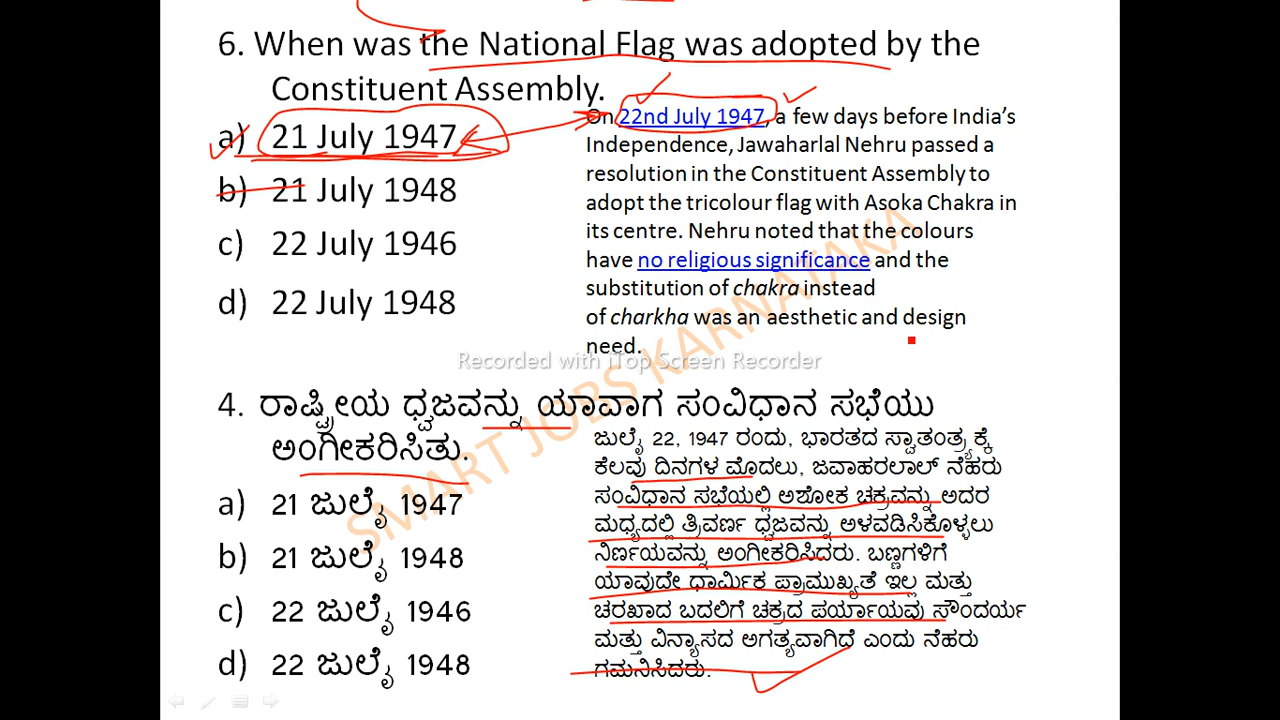 6. When was the National Flag was adopted by the
Constituent Assembly.
a) 21 July 1947
b) 21 July 1948
c) 22 July 1946
d) 22 July 1948
On 22nd July 1947, a few days before India's
Independence, Jawaharlal Nehru passed a
resolution in the Constituent Assembly to
adopt the tricolour flag with Asoka Chakra in
its centre. Nehru noted that the colours
have no religious significance and the
substitution of chakra instead
of charkha was an aesthetic and design
need.
Recorded with iTop Screen Recorder
SMART JOBS KARNATAKA
4. ರಾಷ್ಟ್ರೀಯ ಧ್ವಜವನ್ನು ಯಾವಾಗ ಸಂವಿಧಾನ ಸಭೆಯು
ಅಂಗೀಕರಿಸಿತು.
a) 21 ಜುಲೈ 1947
b) 21 ಜುಲೈ 1948
c) 22 ಜುಲೈ 1946
d) 22 ಜುಲೈ 1948
ಜುಲೈ 22, 1947 ರಂದು, ಭಾರತದ ಸ್ವಾತಂತ್ರ್ಯಕ್ಕೆ
ಕೆಲವು ದಿನಗಳ ಮೊದಲು, ಜವಾಹರಲಾಲ್ ನೆಹರು
ಸಂವಿಧಾನ ಸಭೆಯಲ್ಲಿ ಅಶೋಕ ಚಕ್ರವನ್ನು ಅದರ
ಮಧ್ಯದಲ್ಲಿ ತ್ರಿವರ್ಣ ಧ್ವಜವನ್ನು ಅಳವಡಿಸಿಕೊಳ್ಳಲು
ನಿರ್ಣಯವನ್ನು ಅಂಗೀಕರಿಸಿದರು. ಬಣ್ಣಗಳಿಗೆ
ಯಾವುದೇ ಧಾರ್ಮಿಕ ಪ್ರಾಮುಖ್ಯತೆ ಇಲ್ಲ ಮತ್ತು
ಚರಖಾದ ಬದಲಿಗೆ ಚಕ್ರದ ಪರ್ಯಾಯವು ಸೌಂದರ್ಯ
ಮತ್ತು ವಿನ್ಯಾಸದ ಅಗತ್ಯವಾಗಿದೆ ಎಂದು ನೆಹರು
ಗಮನಿಸಿದರು.